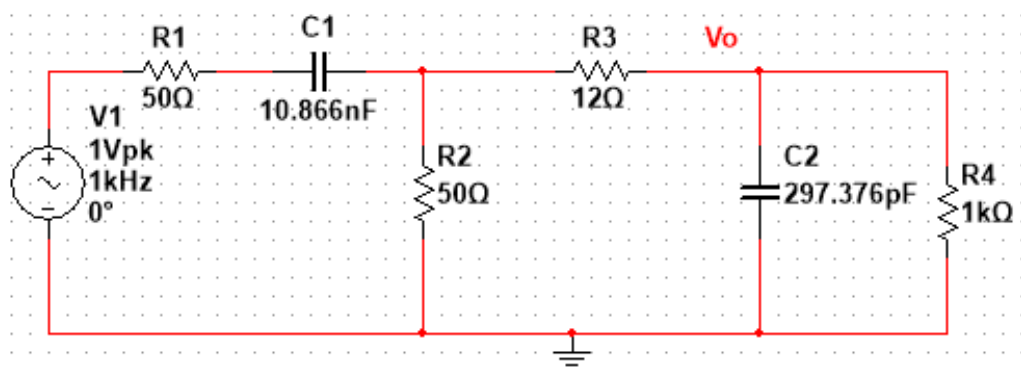 R1
50Ω
C1
10.866nF
R3
12Ω
Vo
V1
1Vpk
1kHz
0°
R2
50Ω
C2
297.376pF
R4
1kΩ